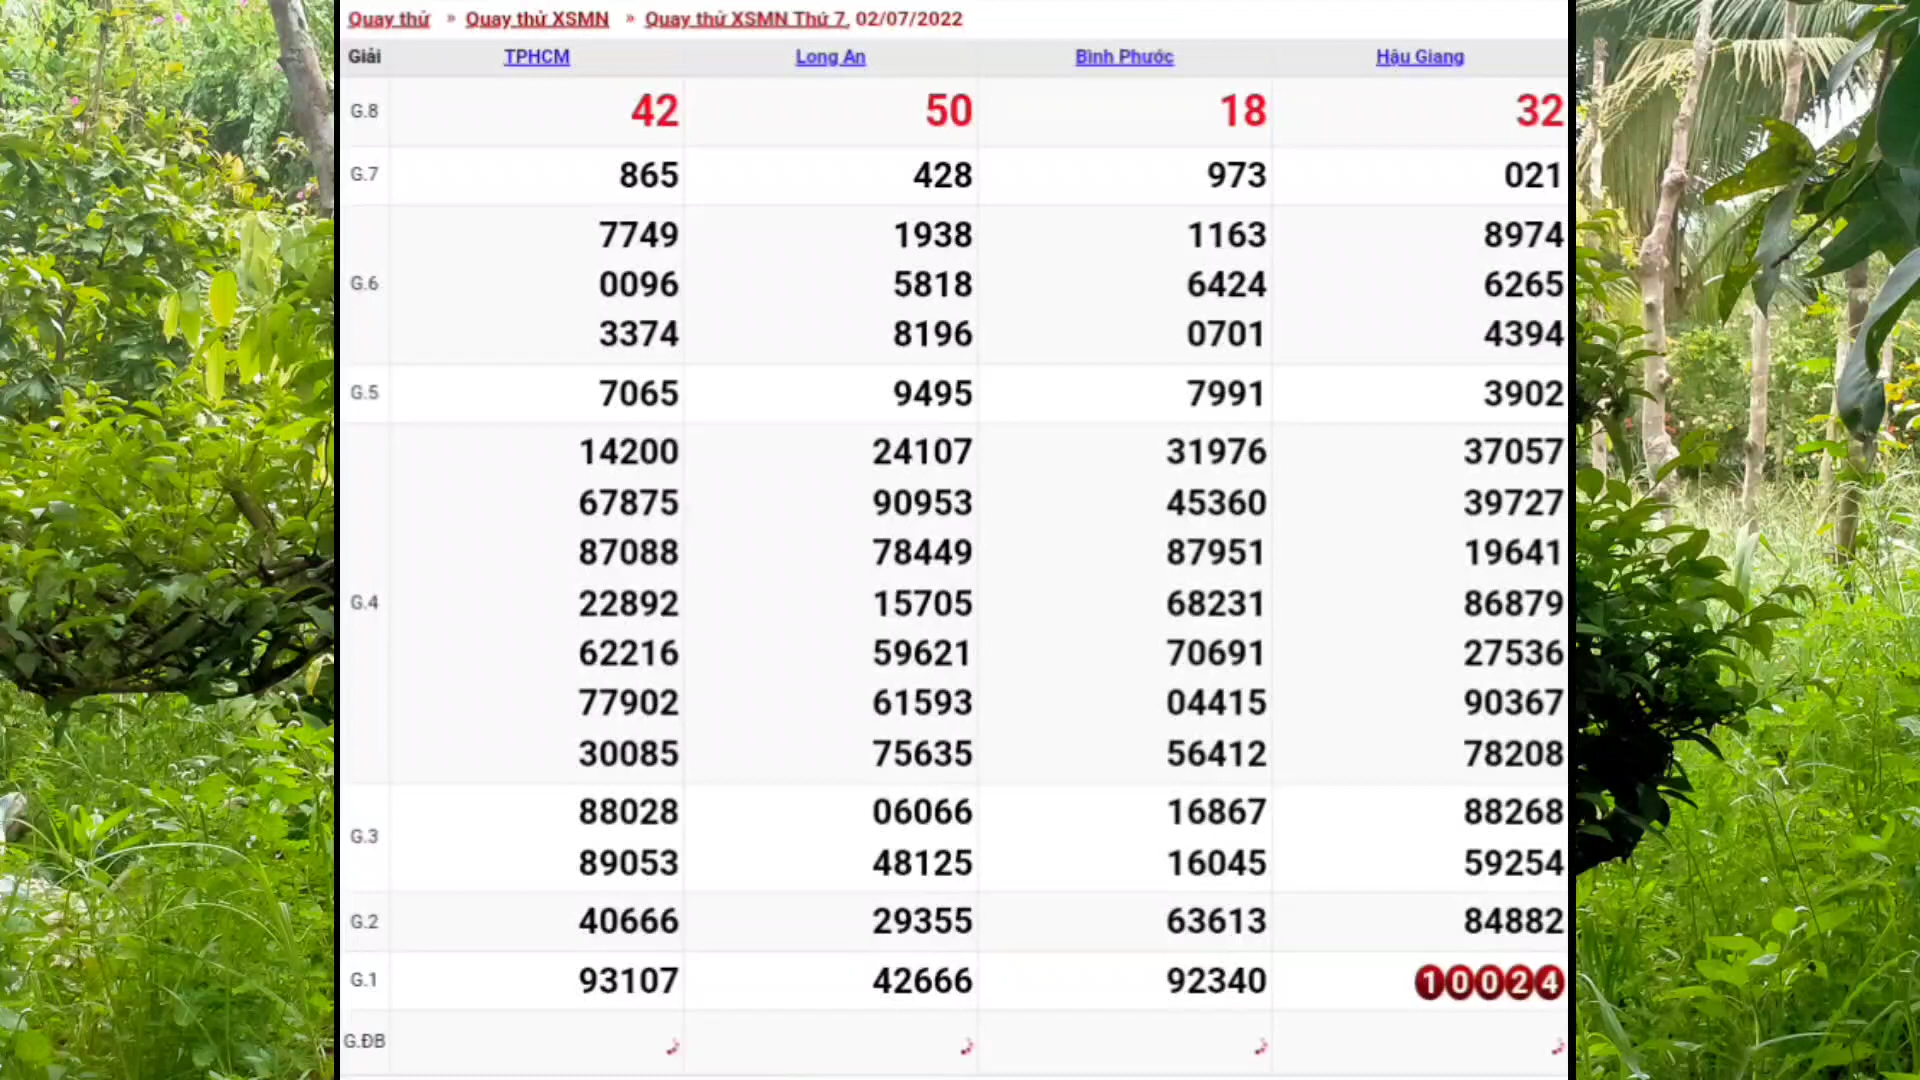 Quay thử » Quay thử XSMN » Quay thử XSMN Thứ 7, 02/07/2022
Giải TPHCM Long An Bình Phước Hậu Giang
G.8 42 50 18 32
G.7 865 428 973 021
7749 1938 1163 8974
G.6 0096 5818 6424 6265
3374 8196 0701 4394
G.5 7065 9495 7991 3902
14200 24107 31976 37057
67875 90953 45360 39727
87088 78449 87951 19641
G.4 22892 15705 68231 86879
62216 59621 70691 27536
77902 61593 04415 90367
30085 75635 56412 78208
88028 06066 16867 88268
G.3
89053 48125 16045 59254
G.2 40666 29355 63613 84882
G.1 93107 42666 92340 10024
G.ĐB